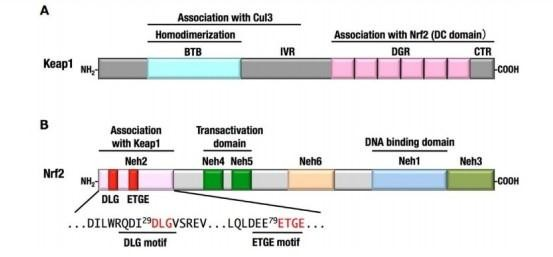 A
Association with Cul3
Homodimerization
Association with Nrf2 (DC domain)
BTB
IVR
DGR
CTR
Keap1
NH2-
-COOH
B
Association
with Keap1
Transactivation
domain
DNA binding domain
Neh2
Neh4
Neh5
Neh6
Neh1
Neh3
Nrf2
NH2-
-COOH
DLG
ETGE
...DILWRQDI29DLGVSREV...LQLDEE79ETGE...
DLG motif
ETGE motif